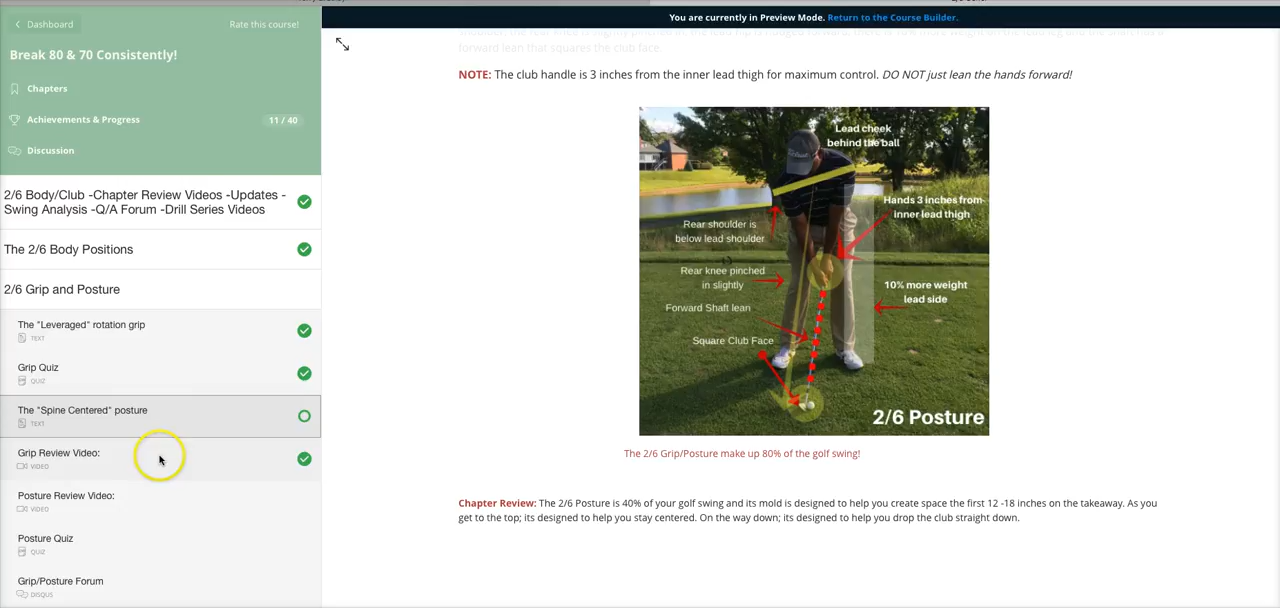 You are currently in Preview Mode. Return to the Course Builder.
Dashboard
Rate this course!
Break 80 & 70 Consistently!
Chapters
Achievements & Progress
11 / 40
Discussion
2/6 Body/Club -Chapter Review Videos -Updates -
Swing Analysis -Q/A Forum -Drill Series Videos
The 2/6 Body Positions
2/6 Grip and Posture
The "Leveraged" rotation grip
TEXT
Grip Quiz
QUIZ
The "Spine Centered" posture
TEXT
Grip Review Video:
VIDEO
Posture Review Video:
VIDEO
Posture Quiz
QUIZ
Grip/Posture Forum
DISQUS
forward lean that squares the club face.
NOTE: The club handle is 3 inches from the inner lead thigh for maximum control. DO NOT just lean the hands forward!
Lead cheek
behind the ball
Hands 3 inches from
inner lead thigh
Rear shoulder is
below lead shoulder
Rear knee pinched
in slightly
10% more weight
lead side
Forward Shaft lean
Square Club Face
2/6 Posture
The 2/6 Grip/Posture make up 80% of the golf swing!
Chapter Review: The 2/6 Posture is 40% of your golf swing and its mold is designed to help you create space the first 12 -18 inches on the takeaway. As you
get to the top; its designed to help you stay centered. On the way down; its designed to help you drop the club straight down.